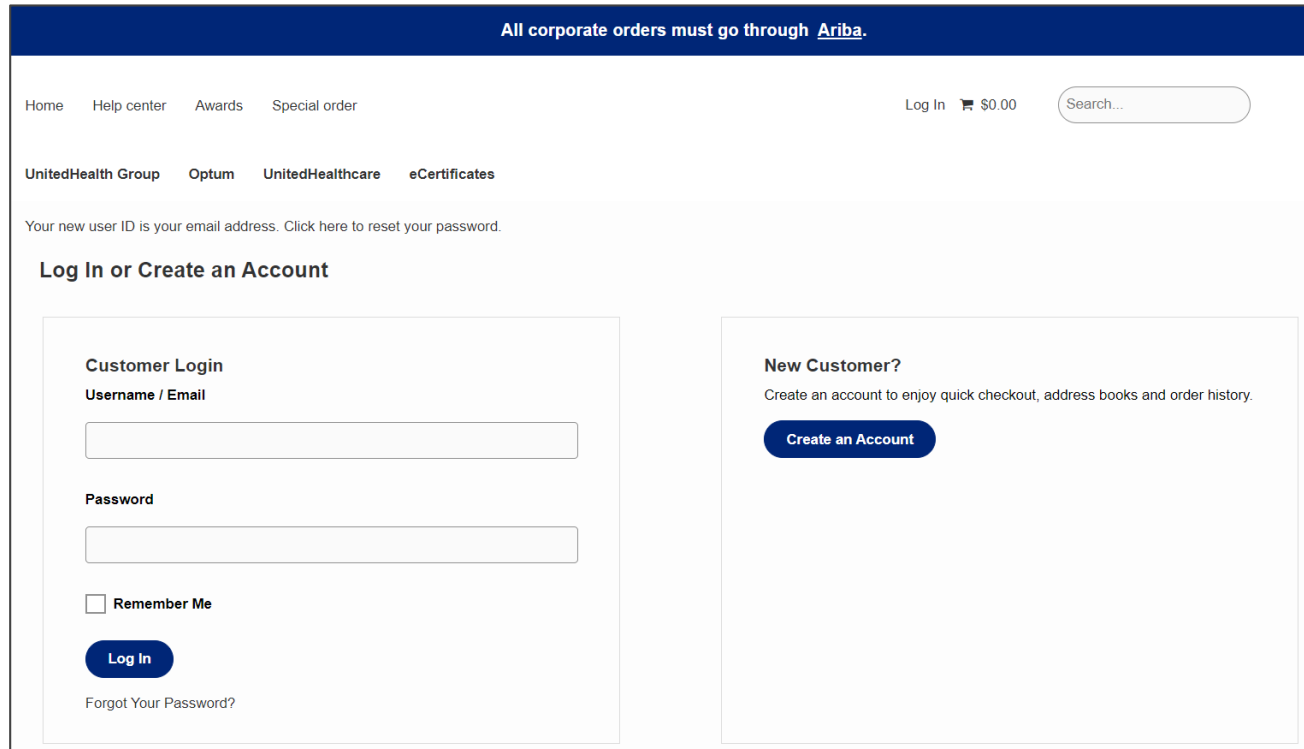 All corporate orders must go through Ariba.
Home Help center Awards Special order Log In $0.00 Search...
UnitedHealth Group Optum UnitedHealthcare eCertificates
Your new user ID is your email address. Click here to reset your password.
Log In or Create an Account
Customer Login
Username / Email
Password
Remember Me
Log In
Forgot Your Password?
New Customer?
Create an account to enjoy quick checkout, address books and order history.
Create an Account